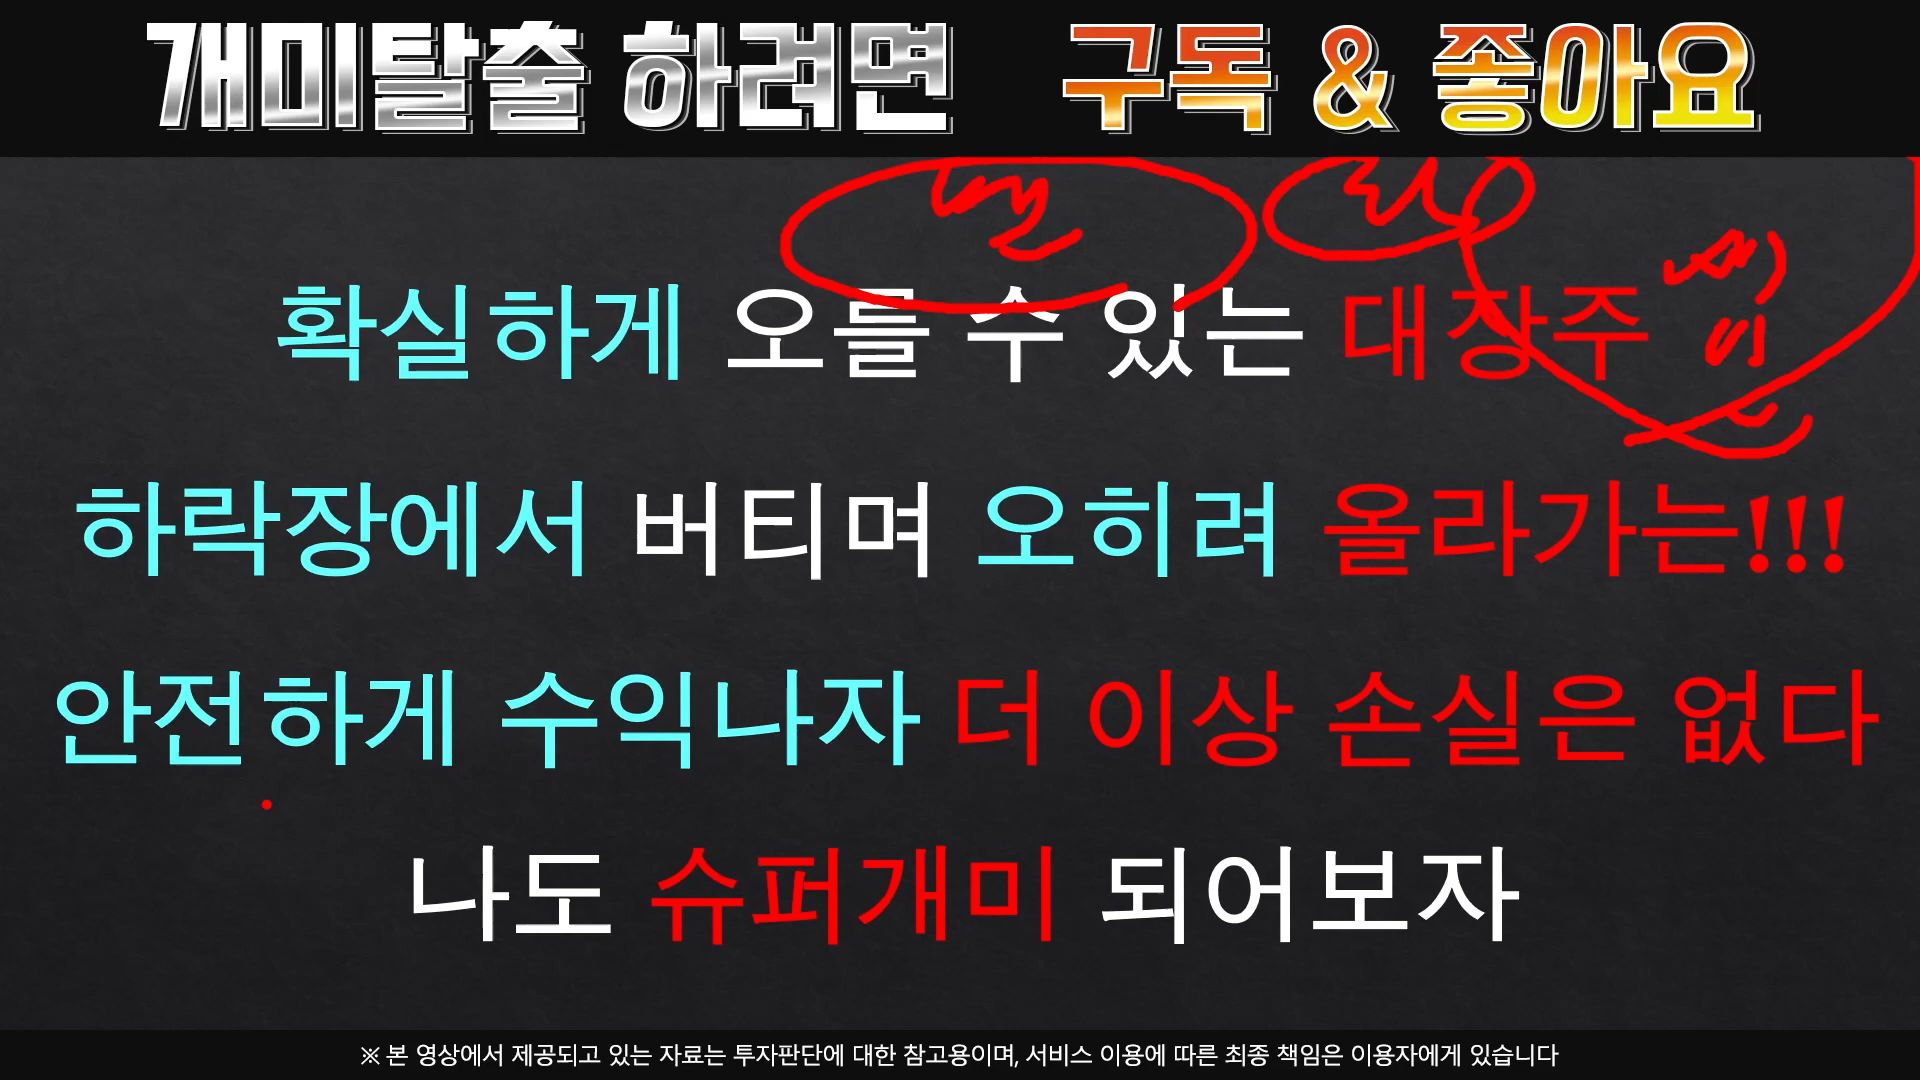 개미탈출 하려면 구독 & 좋아요
확실하게 오를 수 있는 대장주
하락장에서 버티며 오히려 올라가는!!!
안전하게 수익나자 더 이상 손실은 없다
나도 슈퍼개미 되어보자
※ 본 영상에서 제공되고 있는 자료는 투자판단에 대한 참고용이며, 서비스 이용에 따른 최종 책임은 이용자에게 있습니다